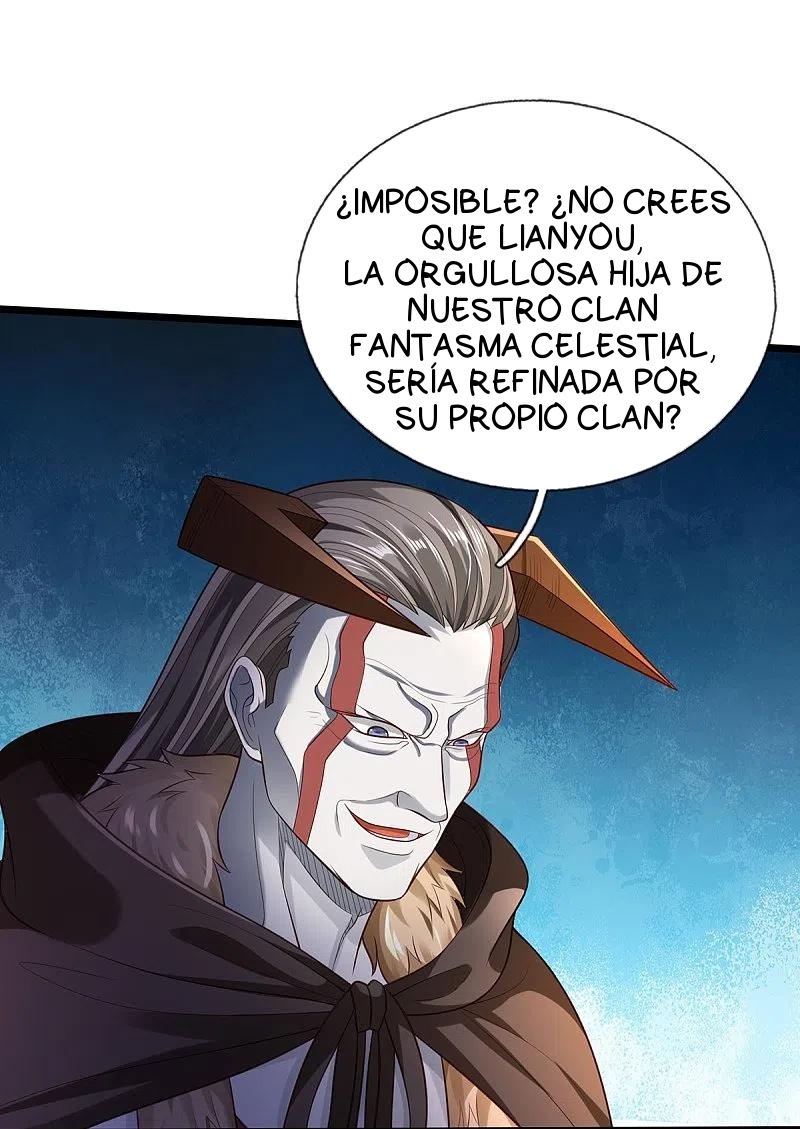 ¿IMPOSIBLE? ¿NO CREES
QUE LIANYOU,
LA ORGULLOSA HIJA DE
NUESTRO CLAN
FANTASMA CELESTIAL,
SERÍA REFINADA POR
SU PROPIO CLAN?